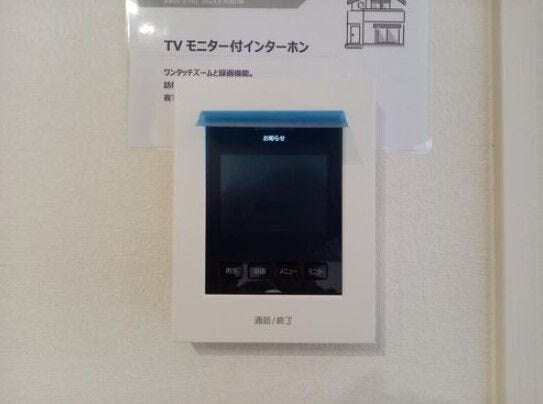 TV モニター付インターホン
ワンタッチズームと録画機能。
お知らせ
再生
録画
メニュー
モニター
通話/終了